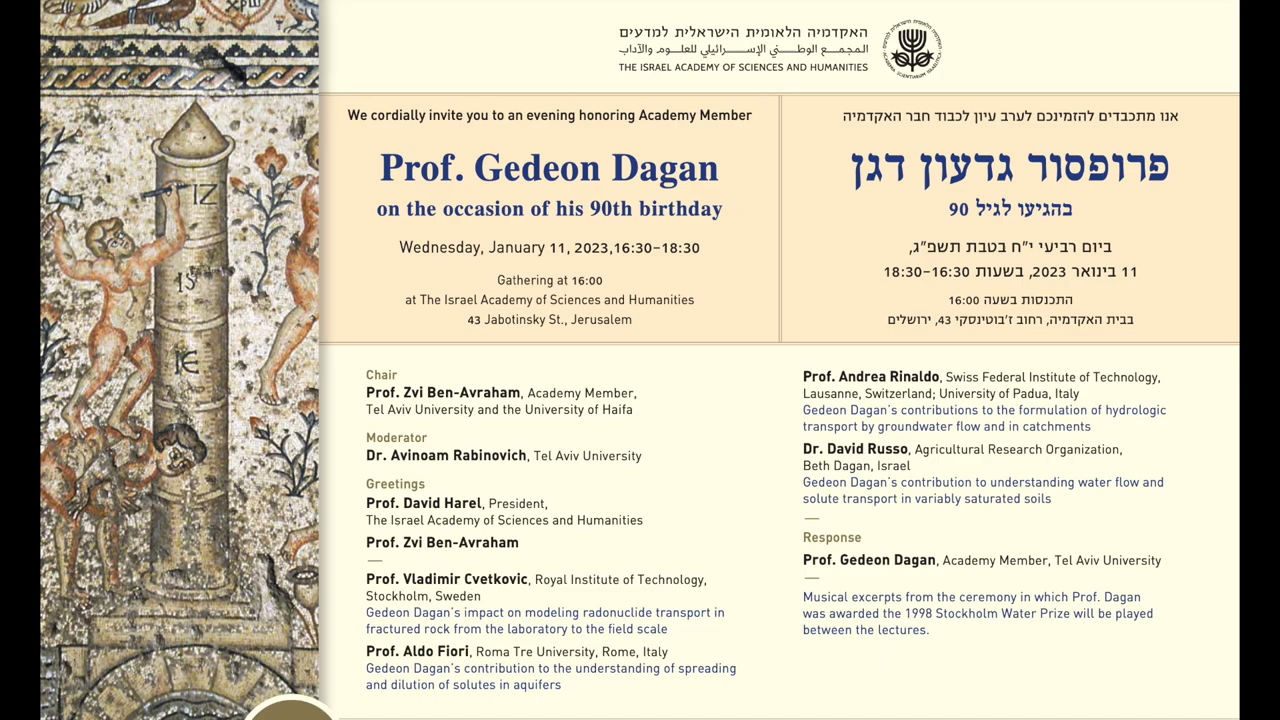 האקדמיה הלאומית הישראלית למדעים
المجمع الوطني الإسرائيلي للعلوم والآداب
THE ISRAEL ACADEMY OF SCIENCES AND HUMANITIES
We cordially invite you to an evening honoring Academy Member
Prof. Gedeon Dagan
on the occasion of his 90th birthday
Wednesday, January 11, 2023,16:30–18:30
Gathering at 16:00
at The Israel Academy of Sciences and Humanities
43 Jabotinsky St., Jerusalem
אנו מתכבדים להזמינכם לערב עיון לכבוד חבר האקדמיה
פרופסור גדעון דגן
בהגיעו לגיל 90
ביום רביעי י״ח בטבת תשפ״ג,
11 בינואר 2023, בשעות 18:30–16:30
התכנסות בשעה 16:00
בבית האקדמיה, רחוב ז׳בוטינסקי 43, ירושלים
Chair
Prof. Zvi Ben-Avraham, Academy Member,
Tel Aviv University and the University of Haifa
Moderator
Dr. Avinoam Rabinovich, Tel Aviv University
Greetings
Prof. David Harel, President,
The Israel Academy of Sciences and Humanities
Prof. Zvi Ben-Avraham
Prof. Vladimir Cvetkovic, Royal Institute of Technology,
Stockholm, Sweden
Gedeon Dagan's impact on modeling radonuclide transport in
fractured rock from the laboratory to the field scale
Prof. Aldo Fiori, Roma Tre University, Rome, Italy
Gedeon Dagan's contribution to the understanding of spreading
and dilution of solutes in aquifers
Prof. Andrea Rinaldo, Swiss Federal Institute of Technology,
Lausanne, Switzerland; University of Padua, Italy
Gedeon Dagan's contributions to the formulation of hydrologic
transport by groundwater flow and in catchments
Dr. David Russo, Agricultural Research Organization,
Beth Dagan, Israel
Gedeon Dagan's contribution to understanding water flow and
solute transport in variably saturated soils
Response
Prof. Gedeon Dagan, Academy Member, Tel Aviv University
Musical excerpts from the ceremony in which Prof. Dagan
was awarded the 1998 Stockholm Water Prize will be played
between the lectures.
IZ
IS
IE